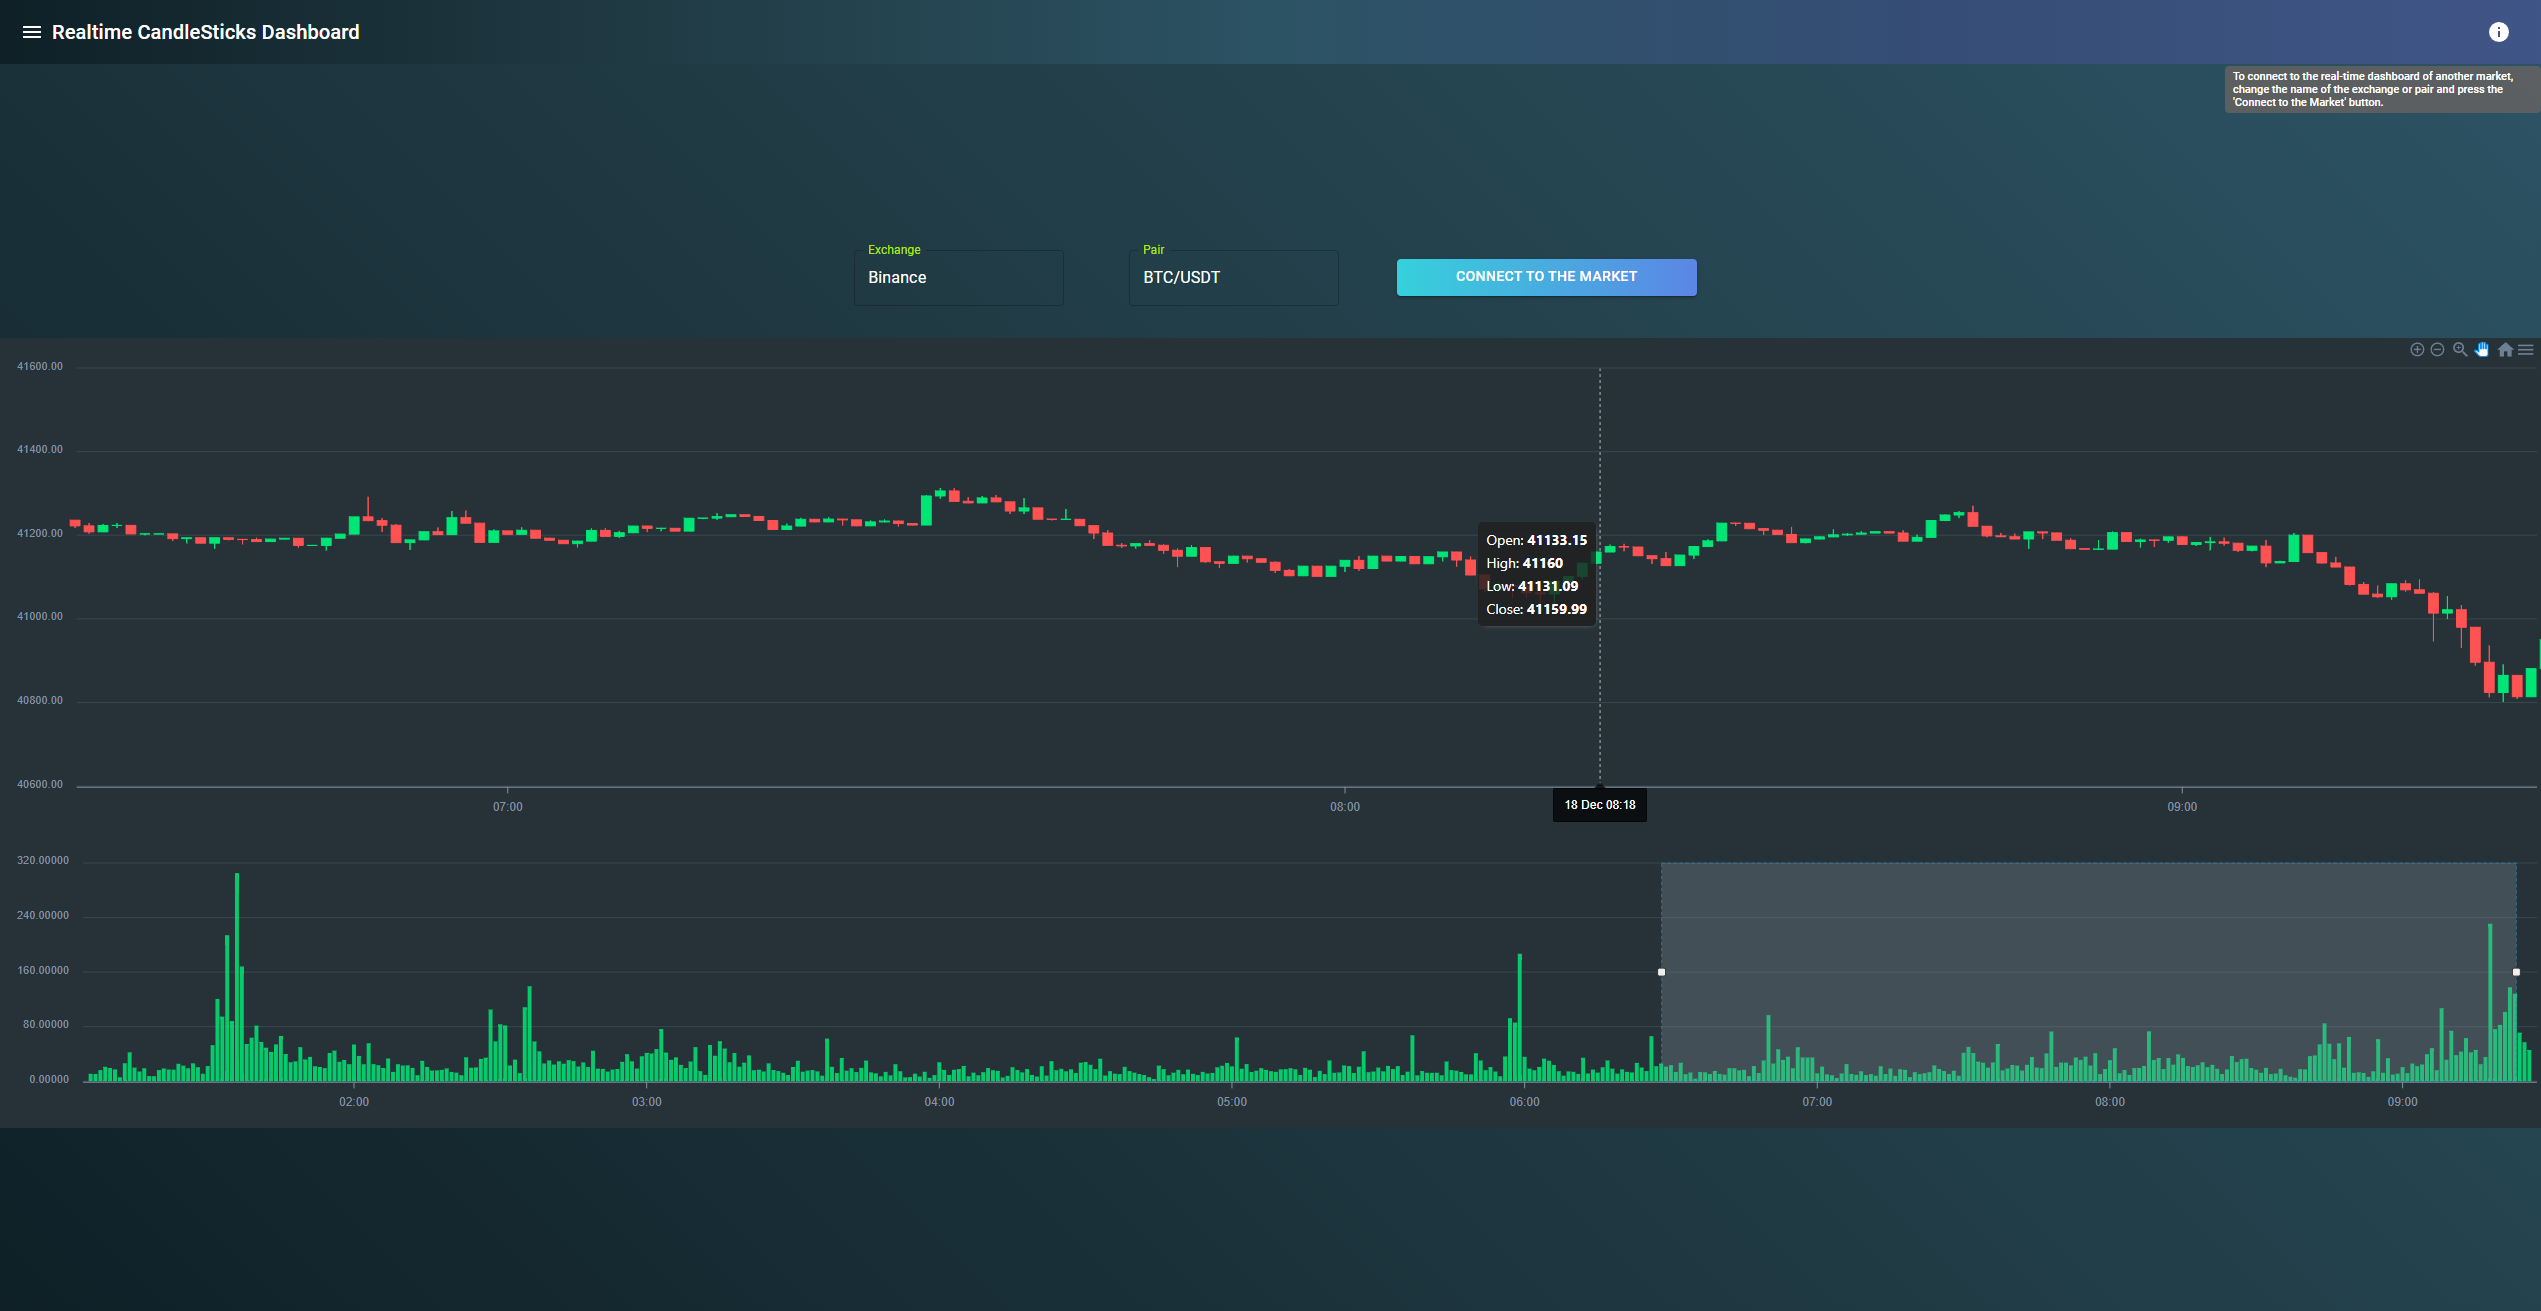 Realtime CandleSticks Dashboard
To connect to the real-time dashboard of another market,
change the name of the exchange or pair and press the
'Connect to the Market' button.
Exchange
Binance
Pair
BTC/USDT
CONNECT TO THE MARKET
41600.00
41400.00
41200.00
41000.00
40800.00
40600.00
Open: 41133.15
High: 41160
Low: 41131.09
Close: 41159.99
07:00
08:00
09:00
18 Dec 08:18
320.00000
240.00000
160.00000
80.00000
0.00000
02:00
03:00
04:00
05:00
06:00
07:00
08:00
09:00